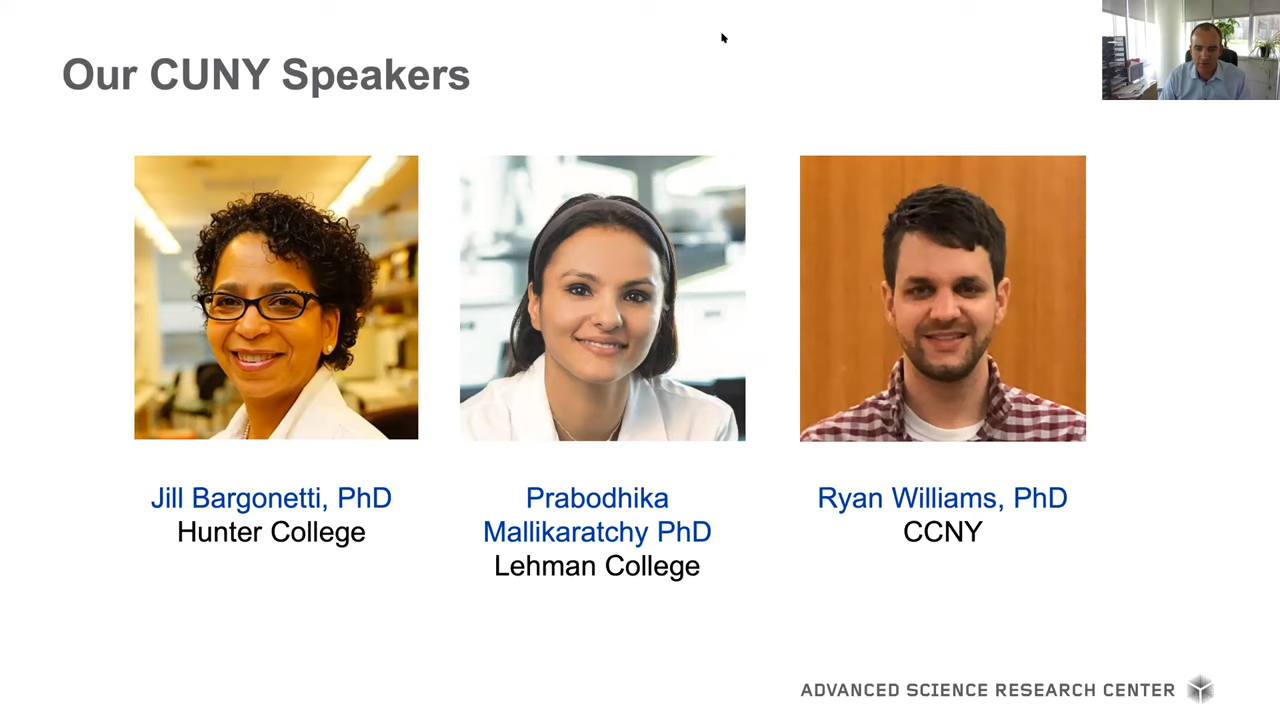 Our CUNY Speakers
Jill Bargonetti, PhD
Hunter College
Prabodhika
Mallikaratchy PhD
Lehman College
Ryan Williams, PhD
CCNY
ADVANCED SCIENCE RESEARCH CENTER